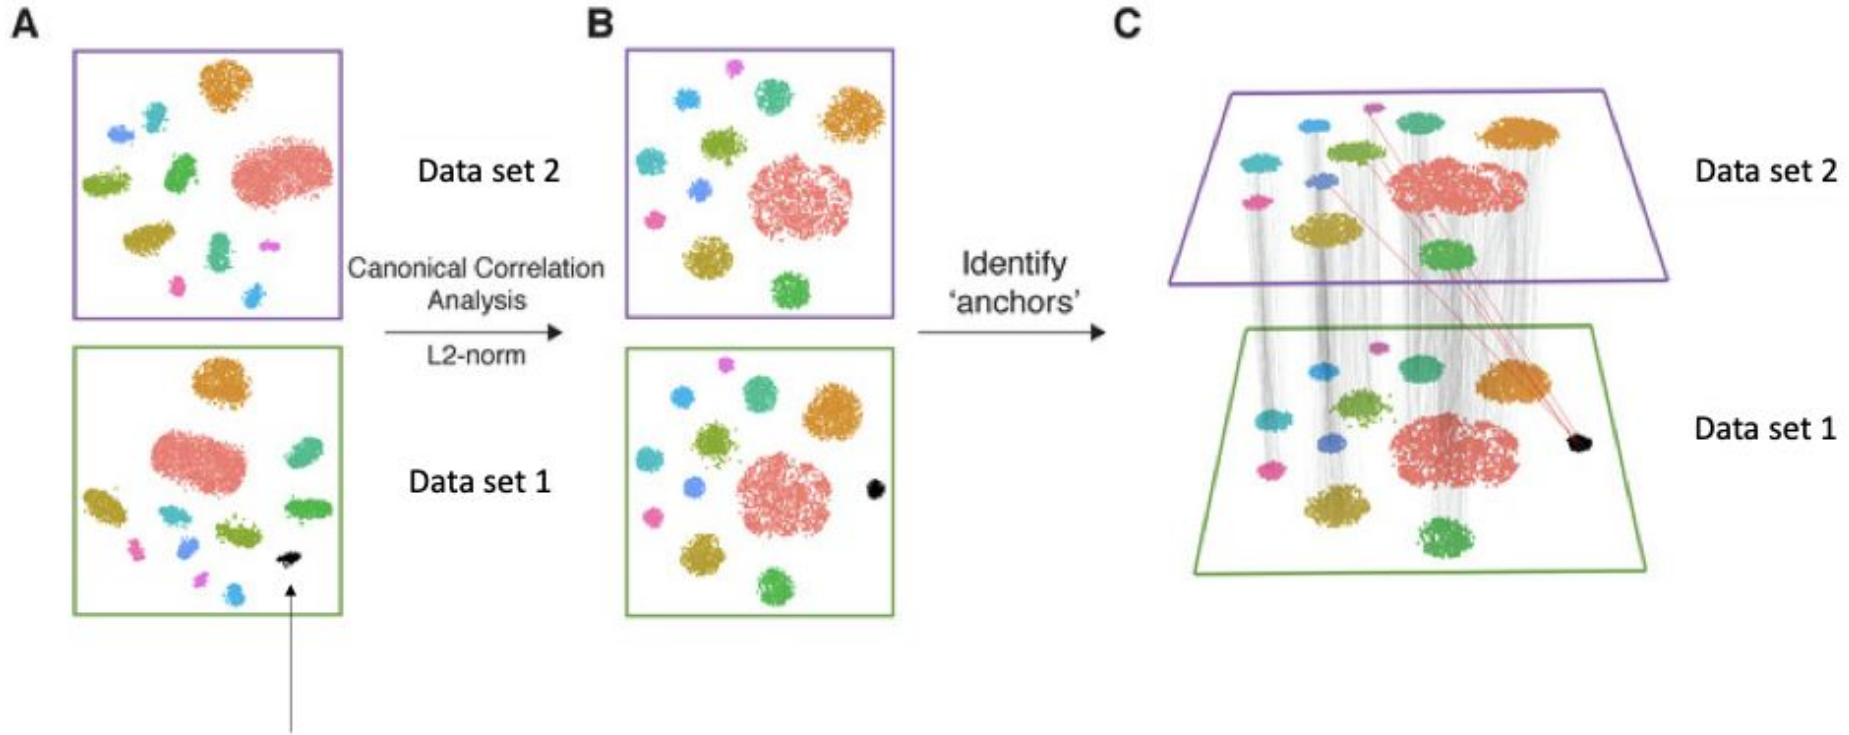 A
B
C
Data set 2
Canonical Correlation
Analysis
L2-norm
Data set 1
Identify
‘anchors’
Data set 2
Data set 1